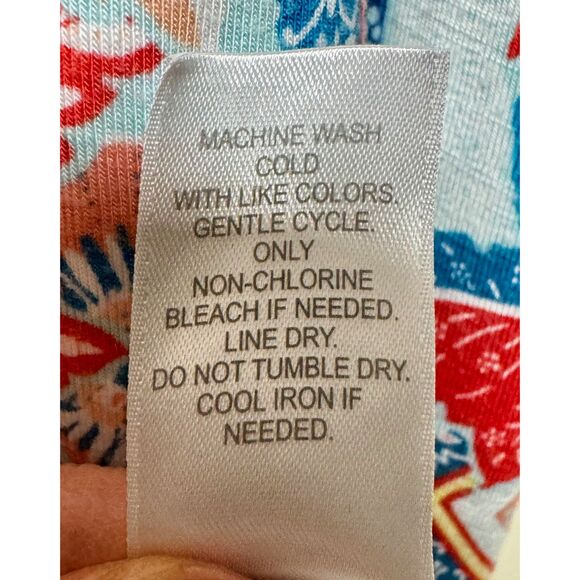 MACHINE WASH
COLD
WITH LIKE COLORS.
GENTLE CYCLE.
ONLY
NON-CHLORINE
BLEACH IF NEEDED.
LINE DRY.
DO NOT TUMBLE DRY.
COOL IRON IF
NEEDED.